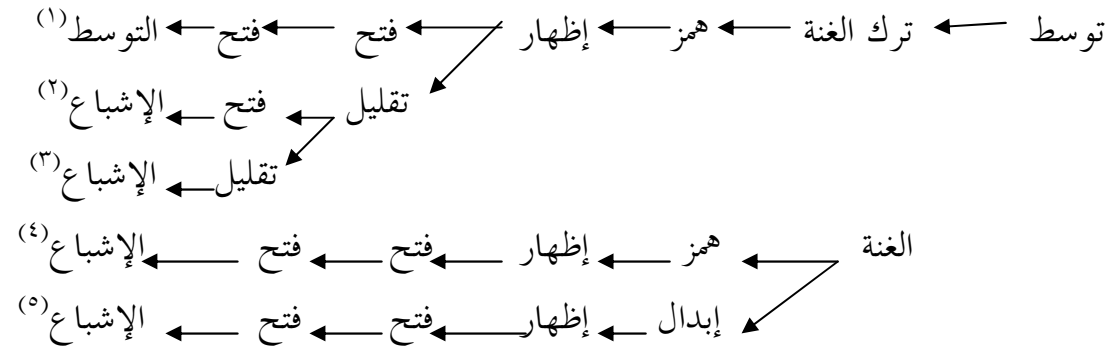 توسط ترك الغنة همز إظهار فتح فتح التوسط(١)
تقليل فتح الإشباع(٢)
تقليل الإشباع(٣)
الغنة همز إظهار فتح فتح الإشباع(٤)
إبدال إظهار فتح فتح الإشباع(٥)